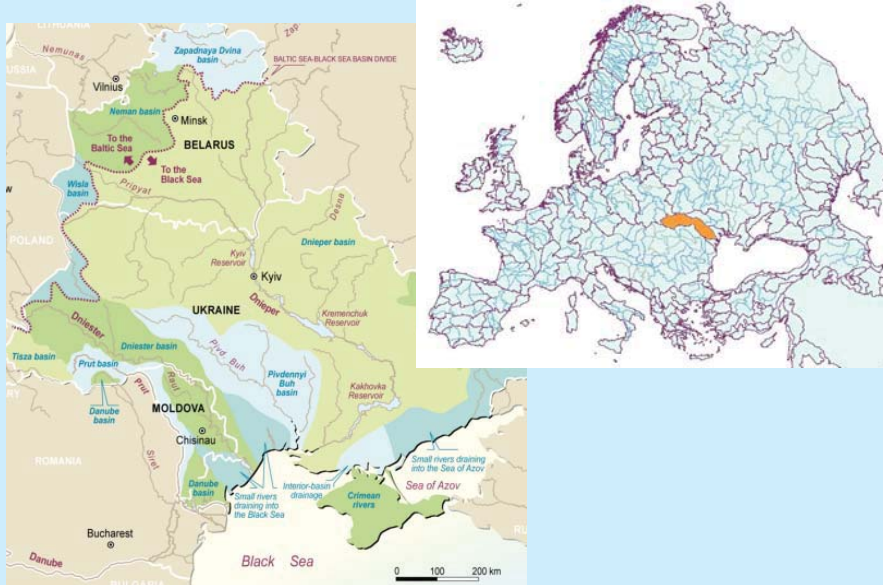 LITHUANIA
Nemunas
RUSSIA
Vilnius
Zapadnaya Dvina
basin
Zap
BALTIC SEA-BLACK SEA BASIN DIVIDE
Neman basin
Minsk
To the
Baltic Sea
BELARUS
To the
Black Sea
Wisla
basin
Pripyat
Desna
POLAND
Dnieper basin
Kyiv
Reservoir
Kyiv
UKRAINE
Dnieper
Kremenchuk
Reservoir
Dniester
Dniester basin
Pivd. Buh
Tisza basin
Prut basin
Pivdennyi
Buh
basin
Prut
Raut
Kakhovka
Reservoir
Danube
basin
MOLDOVA
Chisinau
ROMANIA
Siret
Danube
basin
Small rivers
draining into
the Black Sea
Interior-basin
drainage
Small rivers draining
into the Sea of Azov
Sea of Azov
Crimean
rivers
Bucharest
Danube
Black Sea
BULGARIA
0 100 200 km